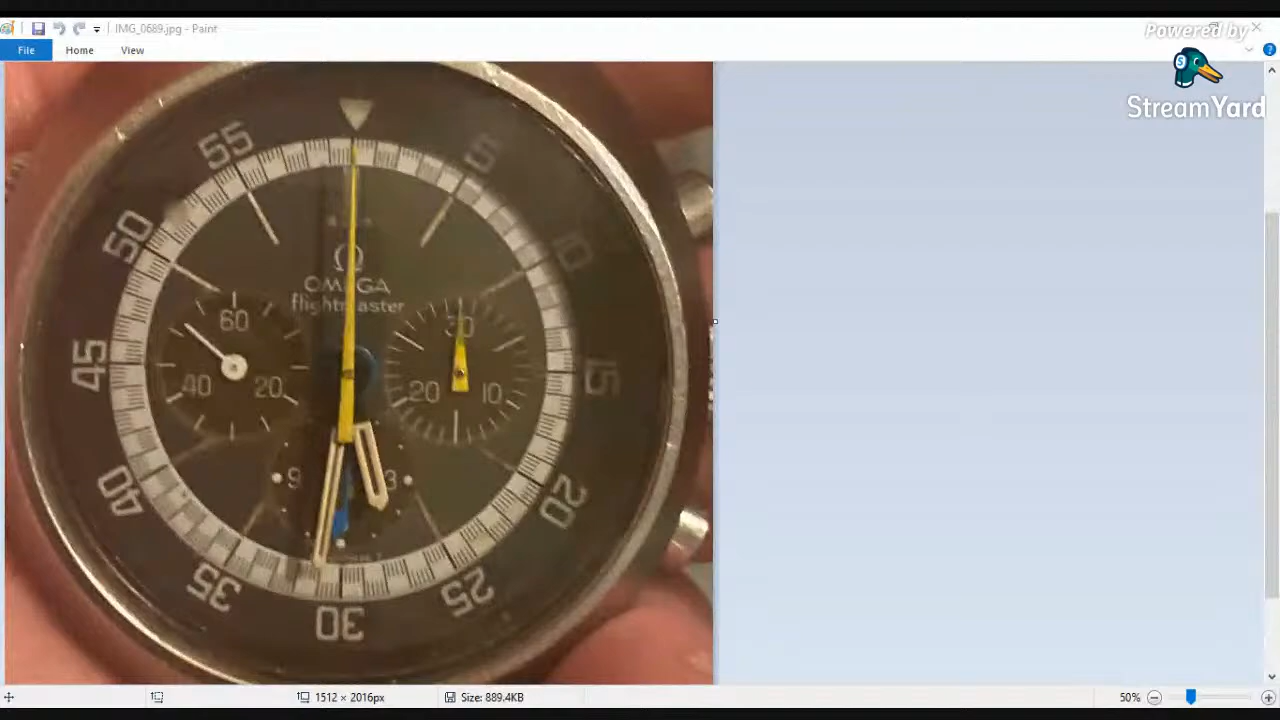 IMG_0689.jpg - Paint
Powered by
StreamYard
File
Home
View
55
5
50
10
Ω
OMEGA
flightmaster
60
30
45
15
40
20
20
10
9
3
40
20
35
25
30
1512 × 2016px
Size: 889.4KB
50%